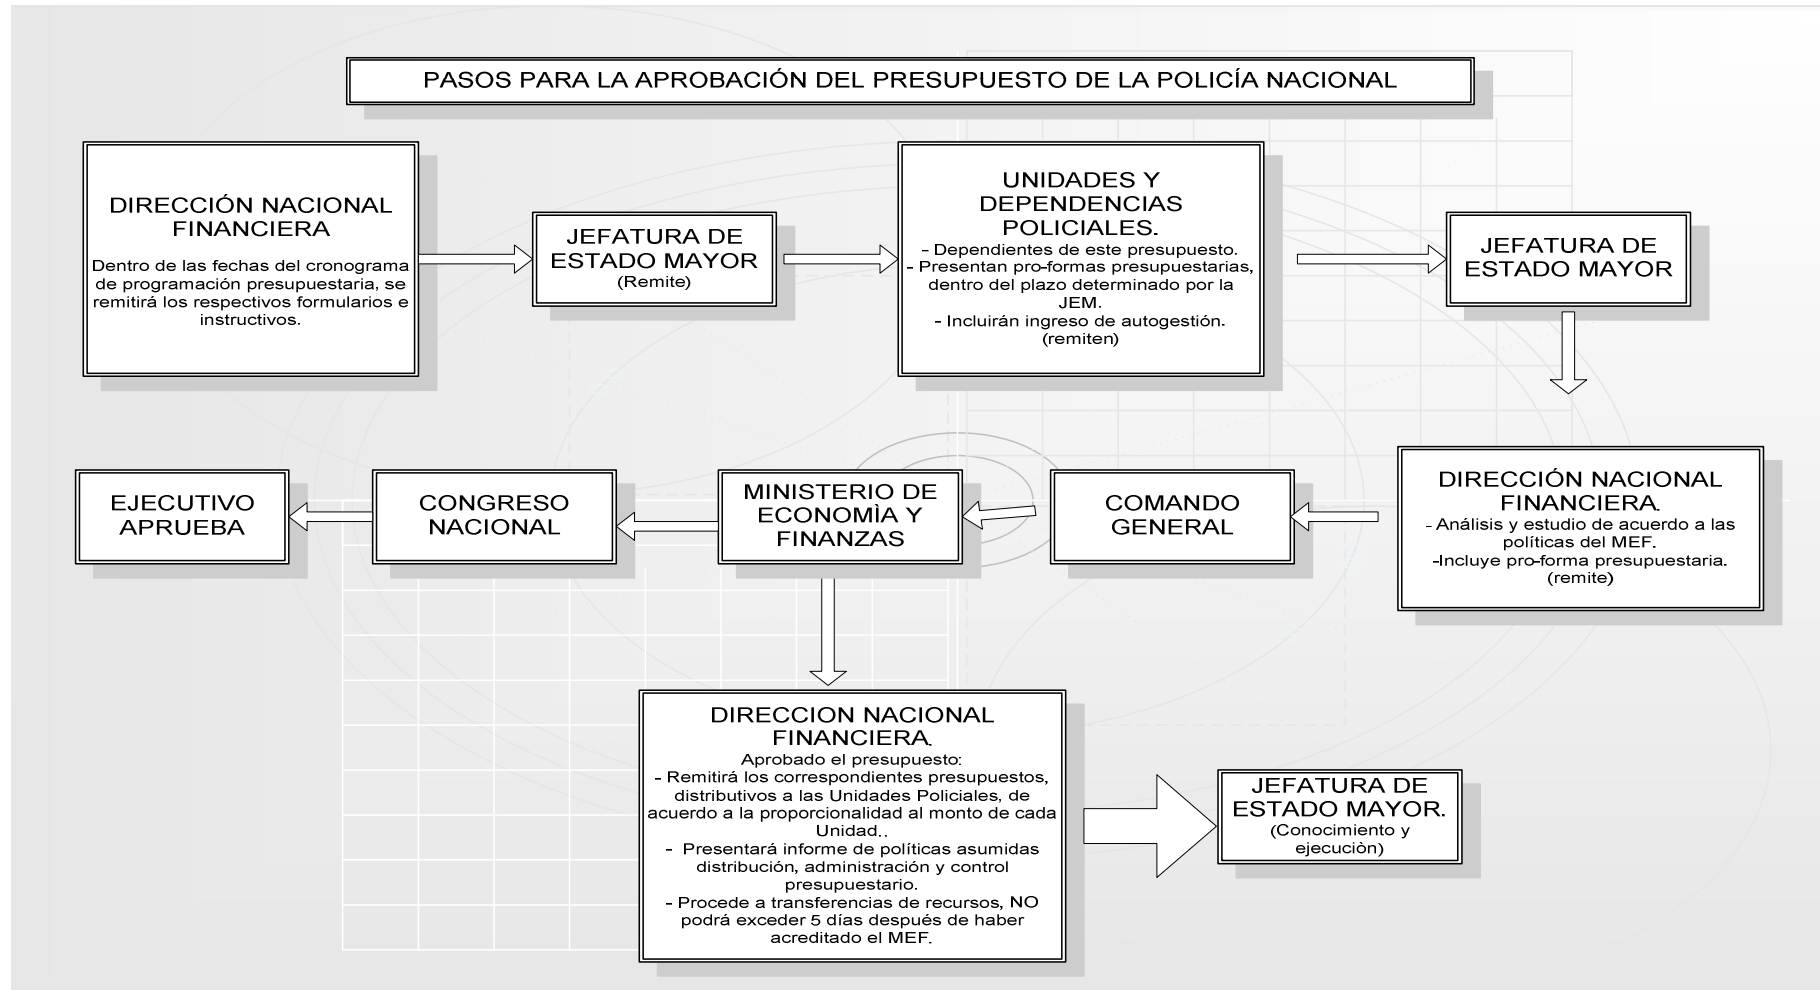 PASOS PARA LA APROBACIÓN DEL PRESUPUESTO DE LA POLICÍA NACIONAL
DIRECCIÓN NACIONAL
FINANCIERA
Dentro de las fechas del cronograma
de programación presupuestaria, se
remitirá los respectivos formularios e
instructivos.
JEFATURA DE
ESTADO MAYOR
(Remite)
UNIDADES Y
DEPENDENCIAS
POLICIALES.
- Dependientes de este presupuesto.
- Presentan pro-formas presupuestarias,
dentro del plazo determinado por la
JEM.
- Incluirán ingreso de autogestión.
(remiten)
JEFATURA DE
ESTADO MAYOR
EJECUTIVO
APRUEBA
CONGRESO
NACIONAL
MINISTERIO DE
ECONOMÌA Y
FINANZAS
COMANDO
GENERAL
DIRECCIÓN NACIONAL
FINANCIERA.
- Análisis y estudio de acuerdo a las
políticas del MEF.
-Incluye pro-forma presupuestaria.
(remite)
DIRECCION NACIONAL
FINANCIERA.
Aprobado el presupuesto:
- Remitirá los correspondientes presupuestos,
distributivos a las Unidades Policiales, de
acuerdo a la proporcionalidad al monto de cada
Unidad..
- Presentará informe de políticas asumidas
distribución, administración y control
presupuestario.
- Procede a transferencias de recursos, NO
podrá exceder 5 días después de haber
acreditado el MEF.
JEFATURA DE
ESTADO MAYOR.
(Conocimiento y
ejecuciòn)